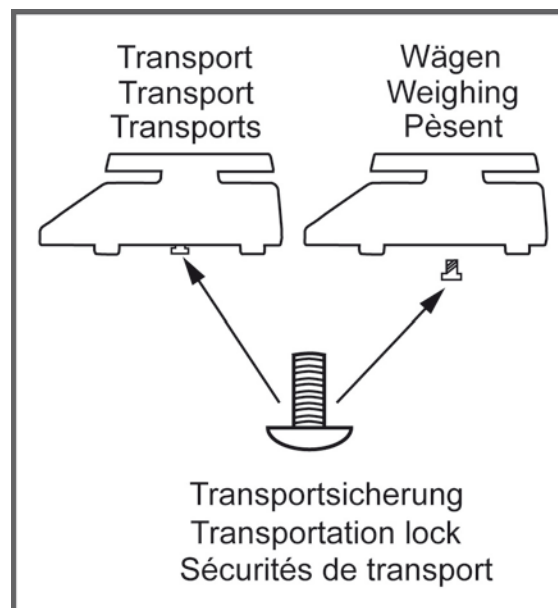 Transport
Transport
Transports
Wägen
Weighing
Pèsent
Transportsicherung
Transportation lock
Sécurités de transport